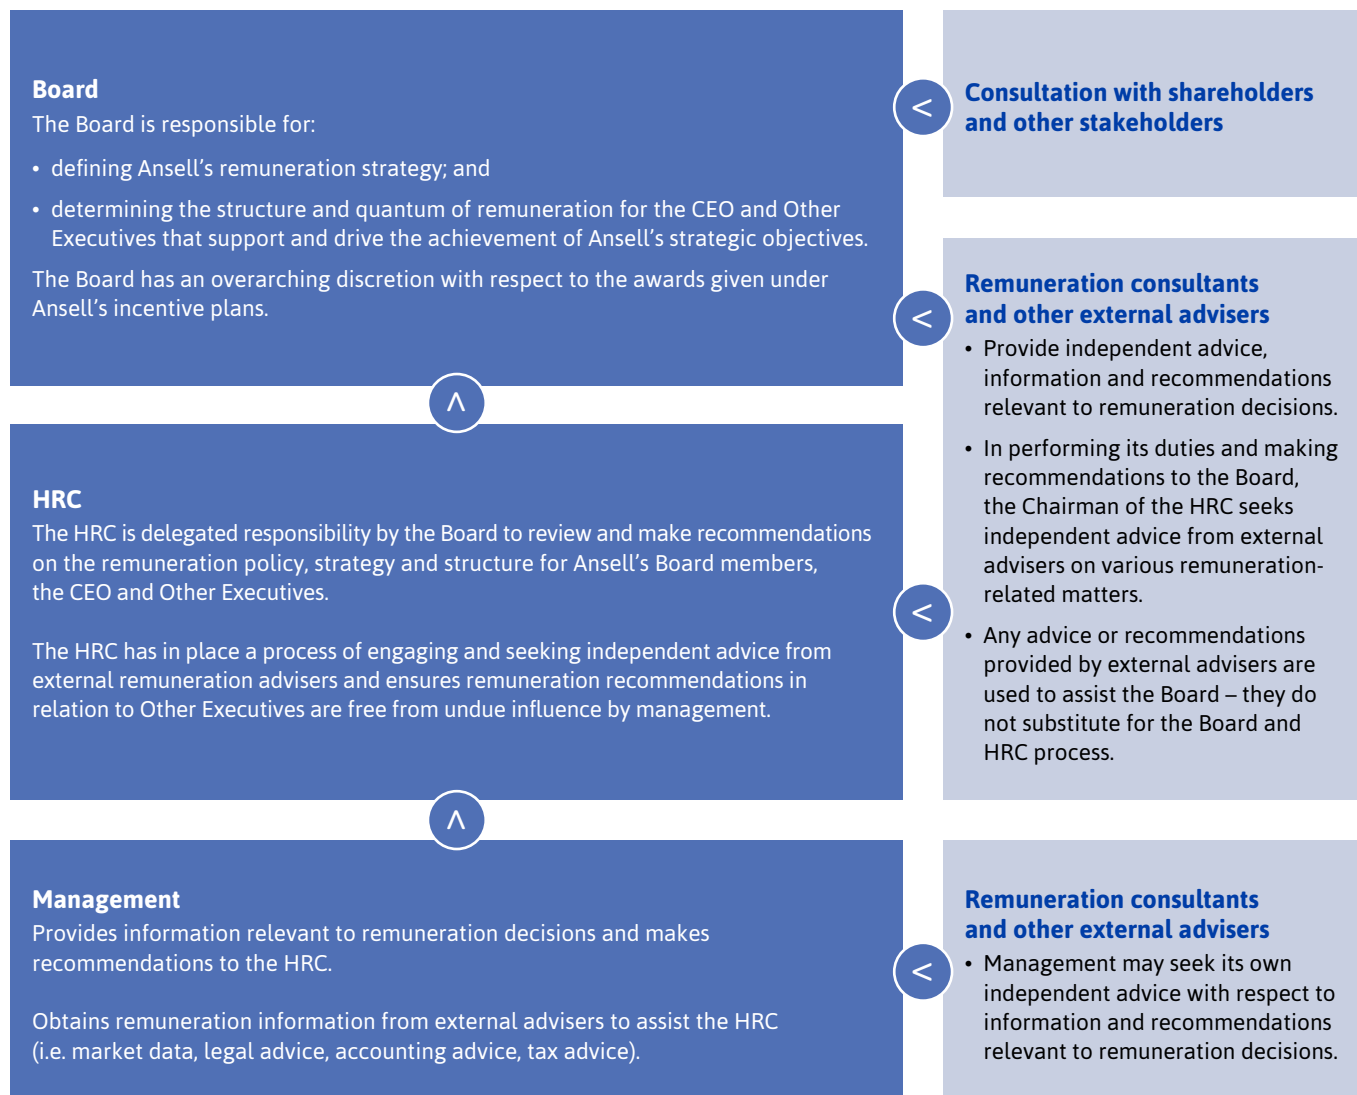 Board
The Board is responsible for:
• defining Ansell’s remuneration strategy; and
• determining the structure and quantum of remuneration for the CEO and Other
Executives that support and drive the achievement of Ansell’s strategic objectives.
The Board has an overarching discretion with respect to the awards given under
Ansell’s incentive plans.
<
Consultation with shareholders
and other stakeholders
<
<
Remuneration consultants
and other external advisers
• Provide independent advice,
information and recommendations
relevant to remuneration decisions.
• In performing its duties and making
recommendations to the Board,
the Chairman of the HRC seeks
independent advice from external
advisers on various remuneration-
related matters.
• Any advice or recommendations
provided by external advisers are
used to assist the Board – they do
not substitute for the Board and
HRC process.
<
HRC
The HRC is delegated responsibility by the Board to review and make recommendations
on the remuneration policy, strategy and structure for Ansell’s Board members,
the CEO and Other Executives.
The HRC has in place a process of engaging and seeking independent advice from
external remuneration advisers and ensures remuneration recommendations in
relation to Other Executives are free from undue influence by management.
<
Management
Provides information relevant to remuneration decisions and makes
recommendations to the HRC.
Obtains remuneration information from external advisers to assist the HRC
(i.e. market data, legal advice, accounting advice, tax advice).
<
Remuneration consultants
and other external advisers
• Management may seek its own
independent advice with respect to
information and recommendations
relevant to remuneration decisions.